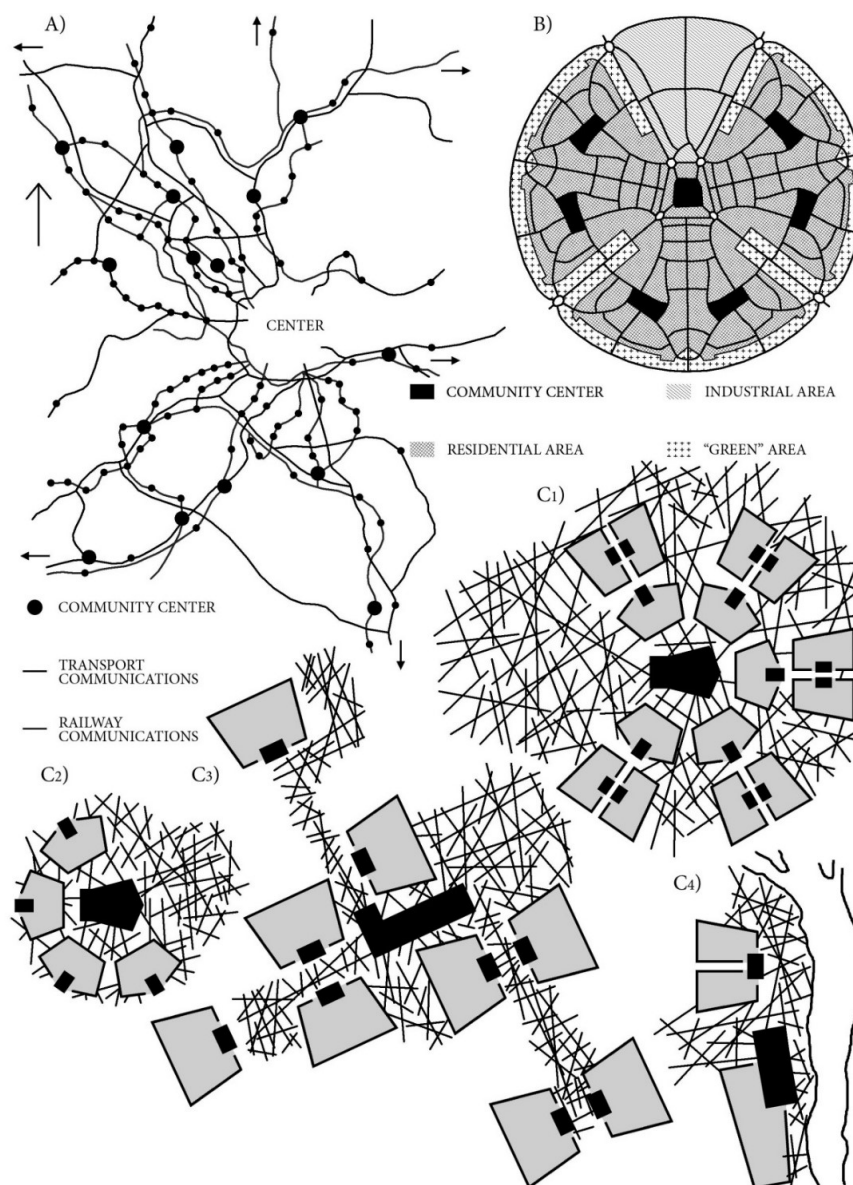 A)
B)
CENTER
COMMUNITY CENTER
INDUSTRIAL AREA
RESIDENTIAL AREA
“GREEN” AREA
C1)
COMMUNITY CENTER
TRANSPORT
COMMUNICATIONS
RAILWAY
COMMUNICATIONS
C2)
C3)
C4)